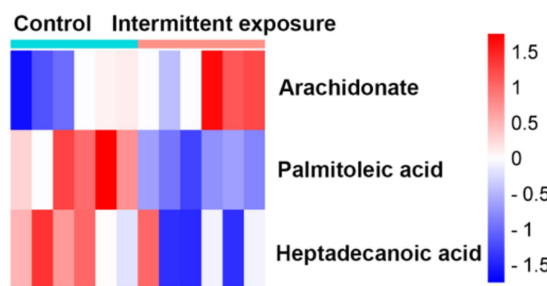 Control Intermittent exposure
Arachidonate
Palmitoleic acid
Heptadecanoic acid
1.5
1
0.5
0
- 0.5
- 1
- 1.5